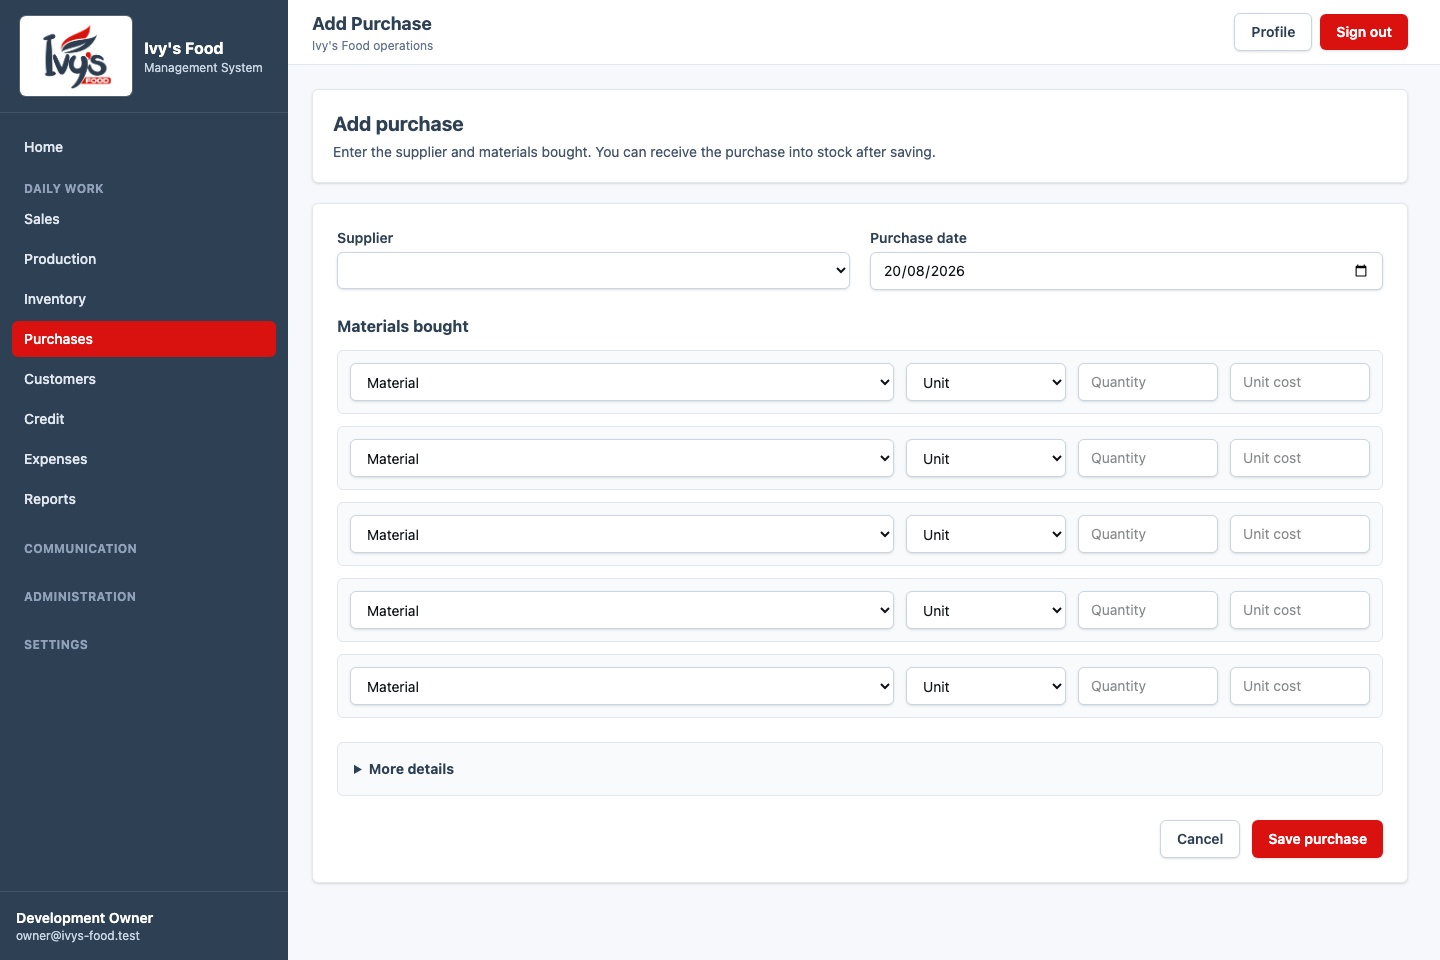 Ivy's
FOOD
Ivy's Food
Management System
Home
DAILY WORK
Sales
Production
Inventory
Purchases
Customers
Credit
Expenses
Reports
COMMUNICATION
ADMINISTRATION
SETTINGS
Development Owner
owner@ivys-food.test
Add Purchase
Ivy's Food operations
Profile
Sign out
Add purchase
Enter the supplier and materials bought. You can receive the purchase into stock after saving.
Supplier
Purchase date
20/08/2026
Materials bought
Material Unit Quantity Unit cost
Material Unit Quantity Unit cost
Material Unit Quantity Unit cost
Material Unit Quantity Unit cost
Material Unit Quantity Unit cost
More details
Cancel
Save purchase